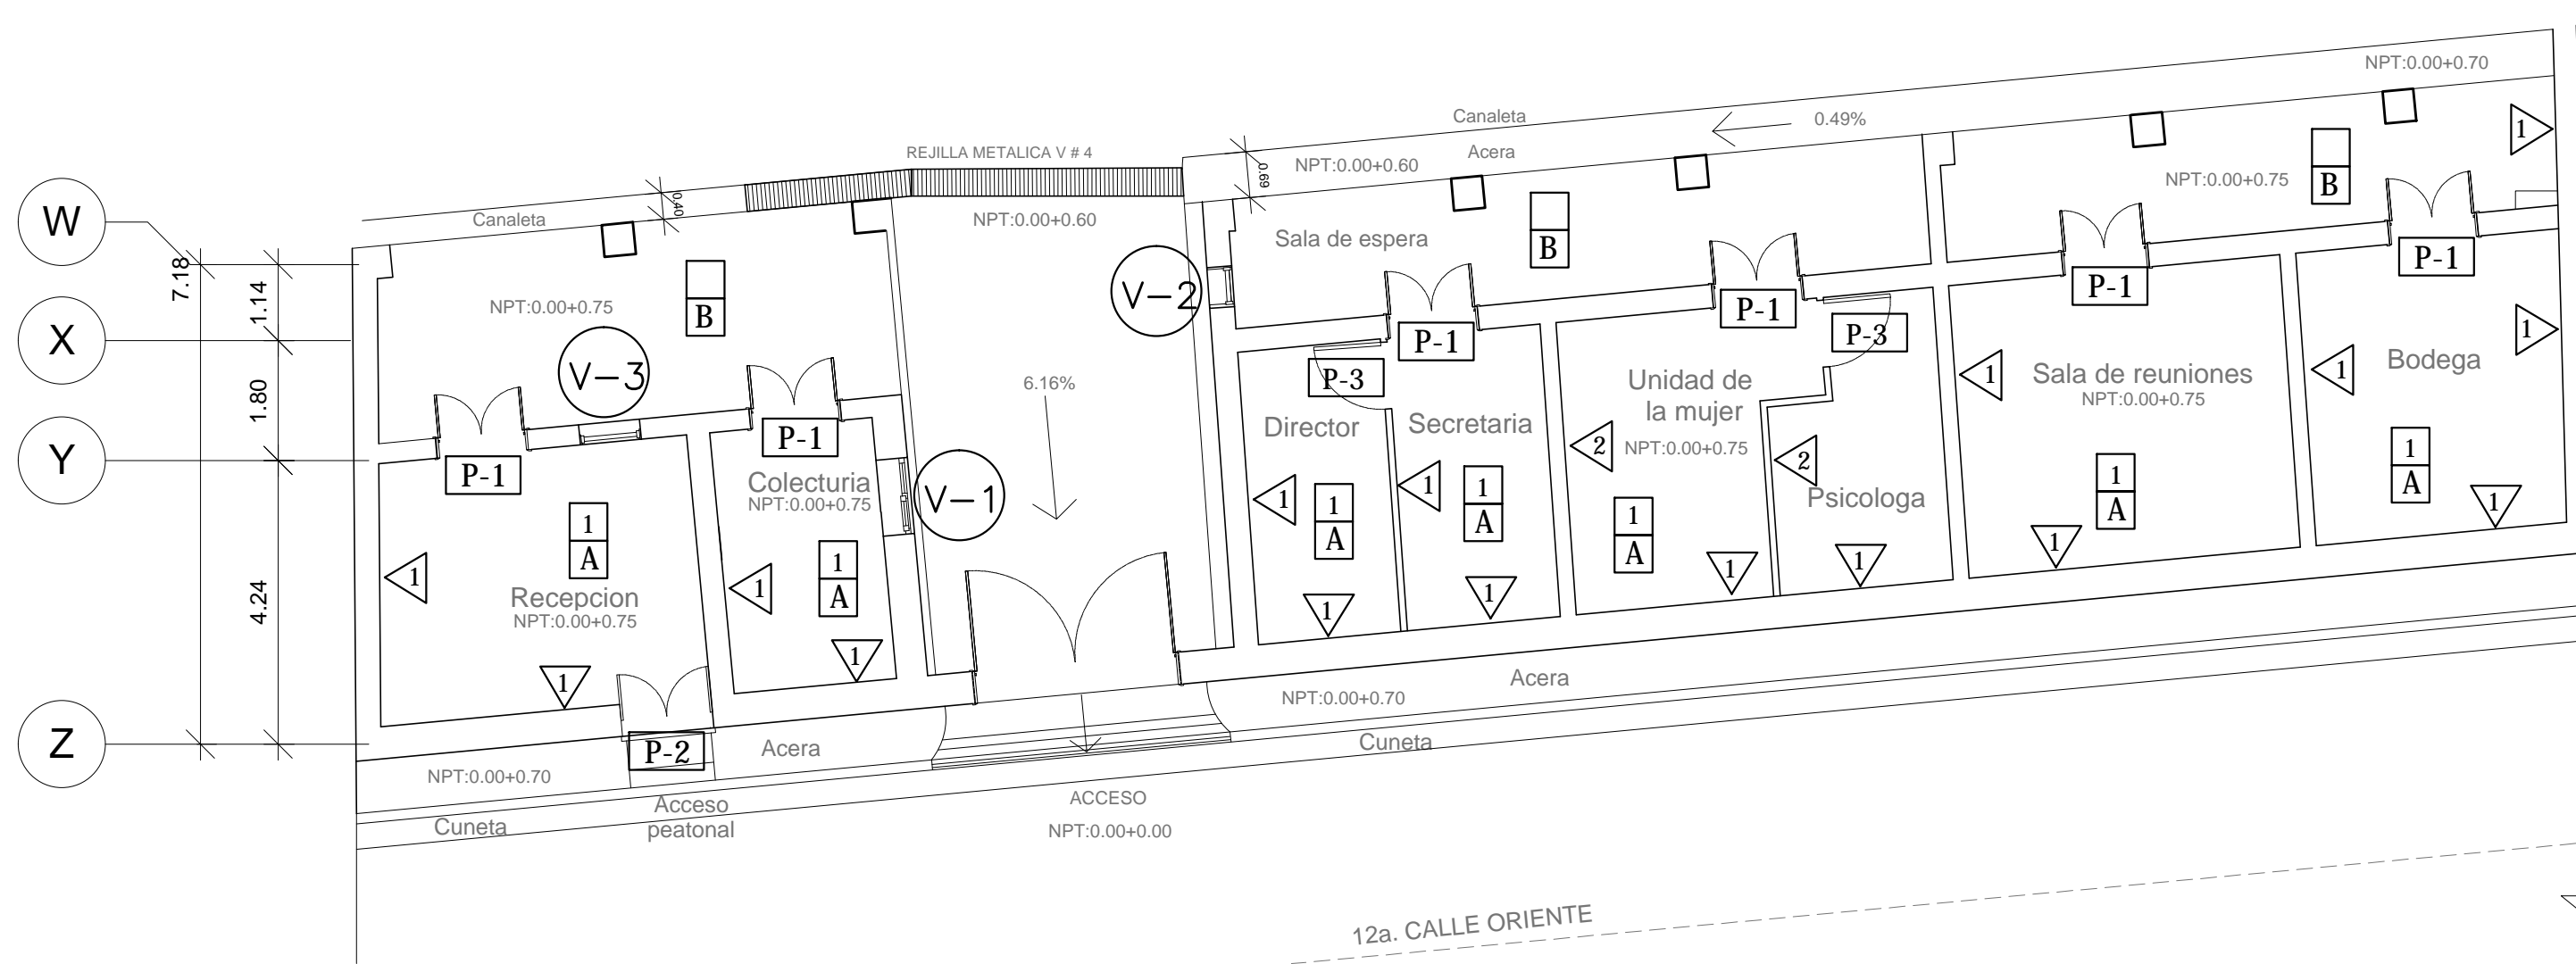 NPT:0.00+0.70
Canaleta
0.49%
Acera
NPT:0.00+0.60
0.69
REJILLA METALICA V # 4
1
B
NPT:0.00+0.75
W
Canaleta
0.40
NPT:0.00+0.60
Sala de espera
B
P-1
7.18
1.14
NPT:0.00+0.75
B
V-2
P-1
P-1
P-1
P-3
X
V-3
1.80
6.16%
P-3
1
1
1
Unidad de
la mujer
Sala de reuniones
NPT:0.00+0.75
Bodega
Y
P-1
P-1
Director
Secretaria
2
NPT:0.00+0.75
2
Psicologa
Colecturia
NPT:0.00+0.75
V-1
1
1
A
1
1
A
1
A
1
A
1
A
1
1
1
1
4.24
1
1
A
Recepcion
NPT:0.00+0.75
1
1
A
1
1
1
1
Z
P-2
Acera
NPT:0.00+0.70
NPT:0.00+0.70
Acera
Cuneta
Cuneta
Acceso
peatonal
ACCESO
NPT:0.00+0.00
12a. CALLE ORIENTE